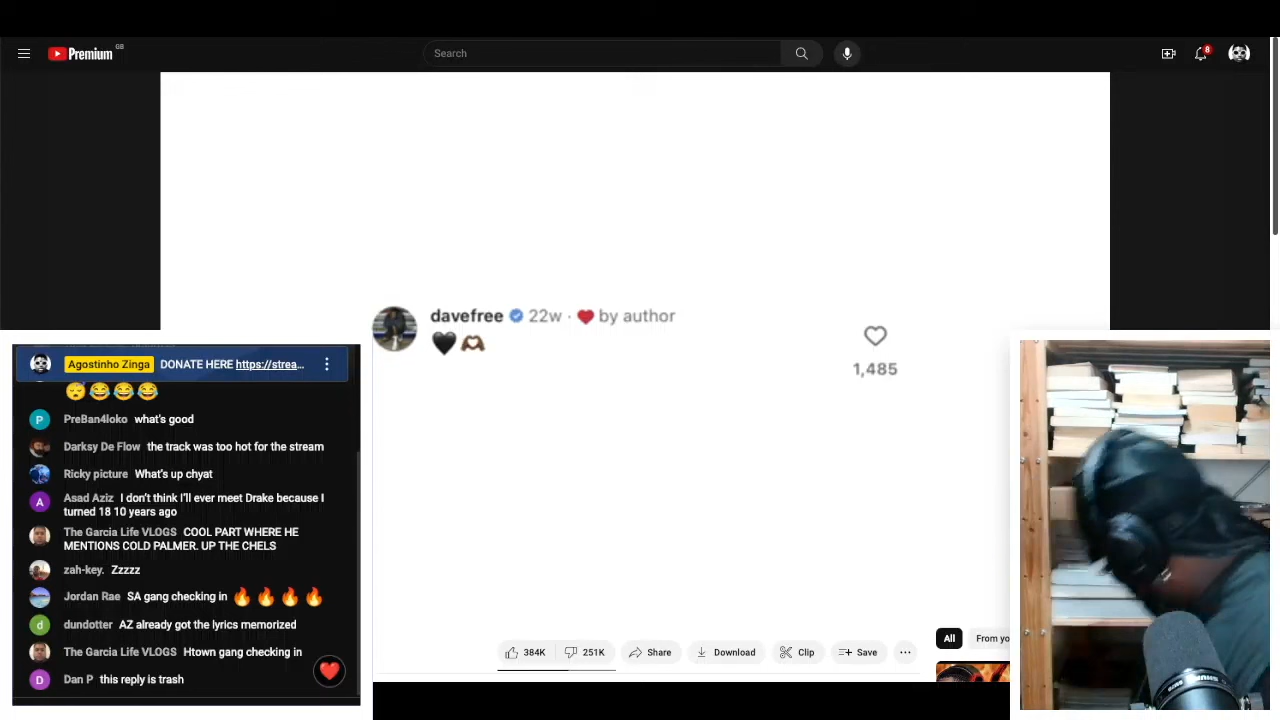 Premium GB
Search
8
davefree 22w · by author
1,485
Agostinho Zinga DONATE HERE https://strea...
PreBan4loko what's good
Darksy De Flow the track was too hot for the stream
Ricky picture What's up chyat
Asad Aziz I don't think I'll ever meet Drake because I
turned 18 10 years ago
The Garcia Life VLOGS COOL PART WHERE HE
MENTIONS COLD PALMER. UP THE CHELS
zah-key. Zzzzz
Jordan Rae SA gang checking in
dundotter AZ already got the lyrics memorized
The Garcia Life VLOGS Htown gang checking in
Dan P this reply is trash
384K 251K Share Download Clip Save
All From yo